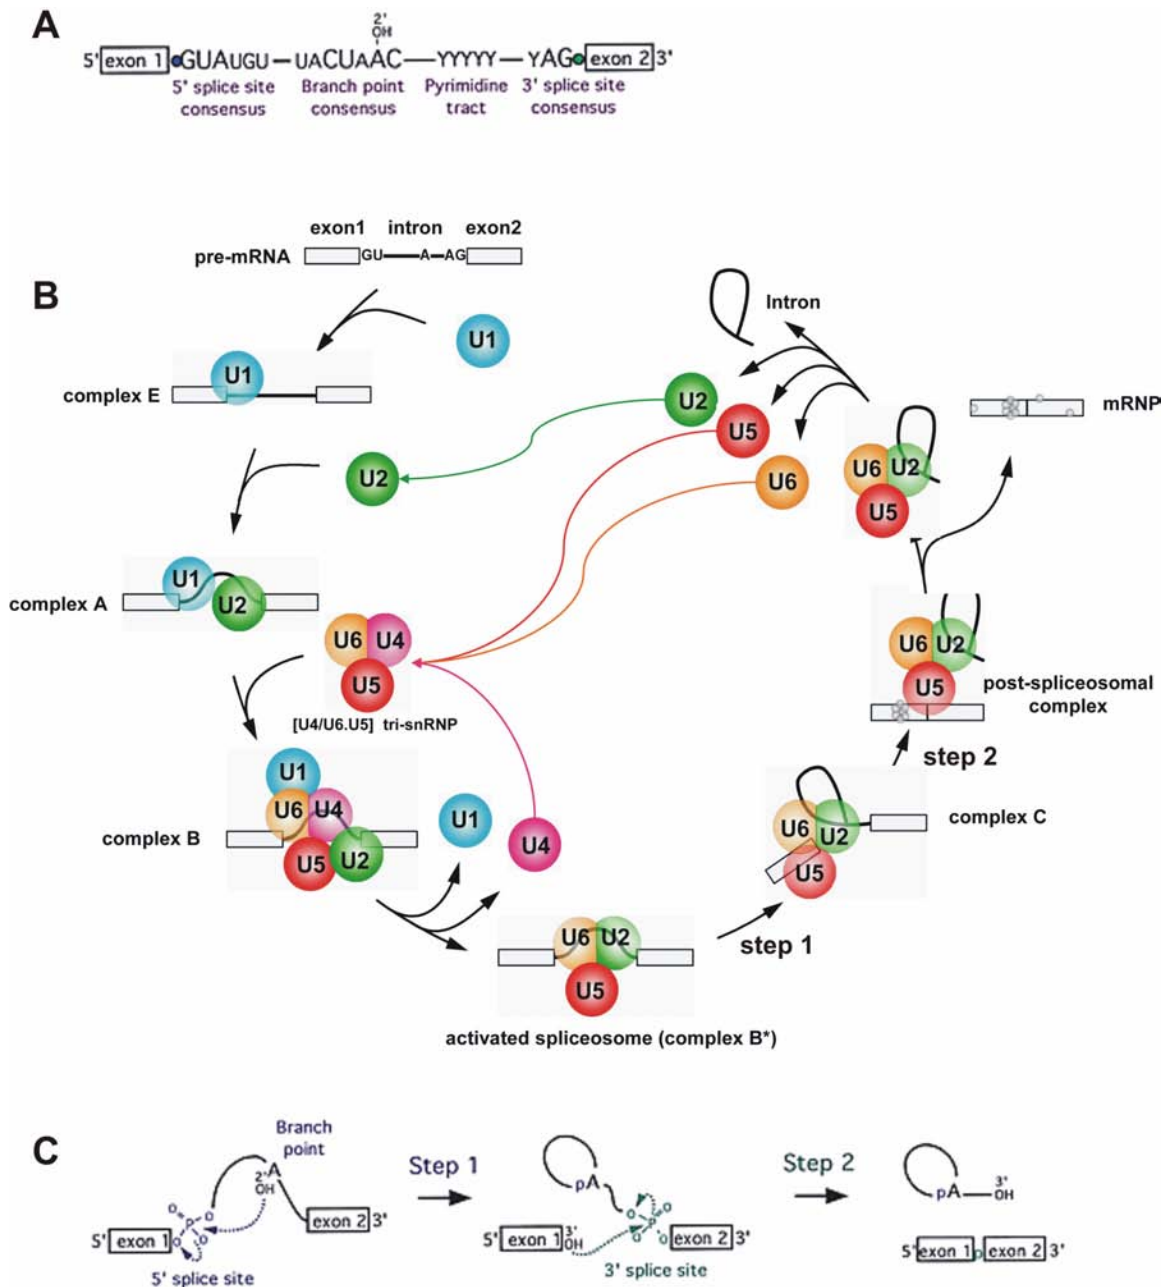 A
2'
OH
5' exon 1 GUAUGU UACUAAC YYYYY YAG exon 2 3'
5' splice site consensus
Branch point consensus
Pyrimidine tract
3' splice site consensus
exon1 intron exon2
pre-mRNA GU A AG
B
U1
complex E U1
U2
complex A U1 U2
U6 U4
U5
[U4/U6.U5] tri-snRNP
complex B
U1
U6 U4
U5 U2
U1
U4
U6 U2
U5
activated spliceosome (complex B*)
step 1
U6 U2
U5
complex C
step 2
U6 U2
U5
post-spliceosomal
complex
mRNP
U6 U2
U5
Intron
U2
U5
U6
C
Branch
point
A
2'
OH
O P O
O O
O
5' exon 1
exon 2 3'
5' splice site
Step 1
pA
5' exon 1
3'
OH
O P O
O O
exon 2 3'
3' splice site
Step 2
pA
3'
OH
5' exon 1 p exon 2 3'